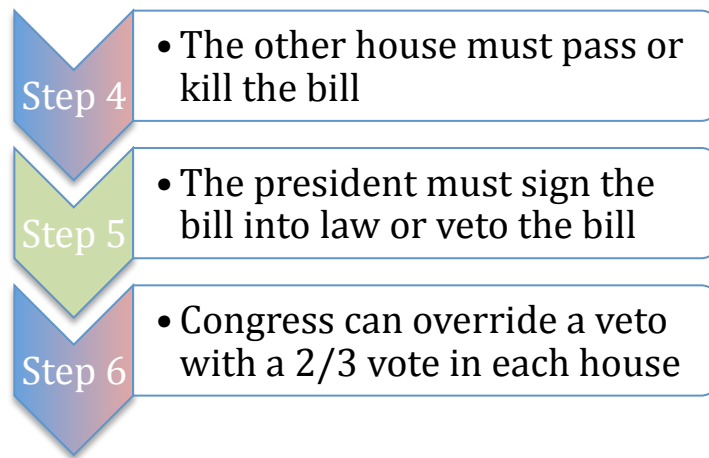 Step 4
• The other house must pass or
kill the bill
Step 5
• The president must sign the
bill into law or veto the bill
Step 6
• Congress can override a veto
with a 2/3 vote in each house